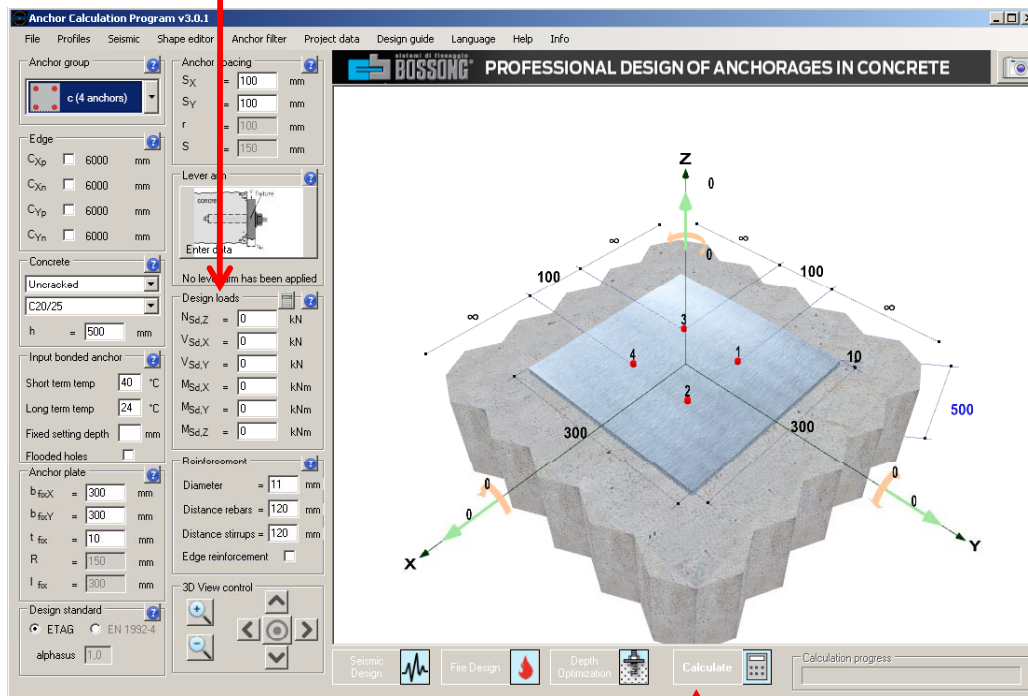 Anchor Calculation Program v3.0.1
File Profiles Seismic Shape editor Anchor filter Project data Design guide Language Help Info
sistemi di fissaggio
BOSSONG® PROFESSIONAL DESIGN OF ANCHORAGES IN CONCRETE
Anchor group ?
c (4 anchors)
Edge ?
CXp 6000 mm
CXn 6000 mm
CYp 6000 mm
CYn 6000 mm
Concrete ?
Uncracked
C20/25
h = 500 mm
Input bonded anchor ?
Short term temp 40 °C
Long term temp 24 °C
Fixed setting depth mm
Flooded holes
Anchor plate ?
b fixX = 300 mm
b fixY = 300 mm
t fix = 10 mm
R = 150 mm
l fix = 300 mm
Design standard ?
ETAG EN 1992-4
alphasus 1,0
Anchor spacing ?
SX = 100 mm
SY = 100 mm
r = 100 mm
S = 150 mm
Lever arm ?
concrete Fixture
Enter data
No lever arm has been applied
Design loads ?
NSd,Z = 0 kN
VSd,X = 0 kN
VSd,Y = 0 kN
MSd,X = 0 kNm
MSd,Y = 0 kNm
MSd,Z = 0 kNm
Reinforcement ?
Diameter = 11 mm
Distance rebars = 120 mm
Distance stirrups = 120 mm
Edge reinforcement
3D View control
Z
0
∞ ∞
0
100 100
∞ ∞
3
4 1 10
2
500
300 300
0 0
0 0
X Y
Seismic Design
Fire Design
Depth Optimization
Calculate
Calculation progress